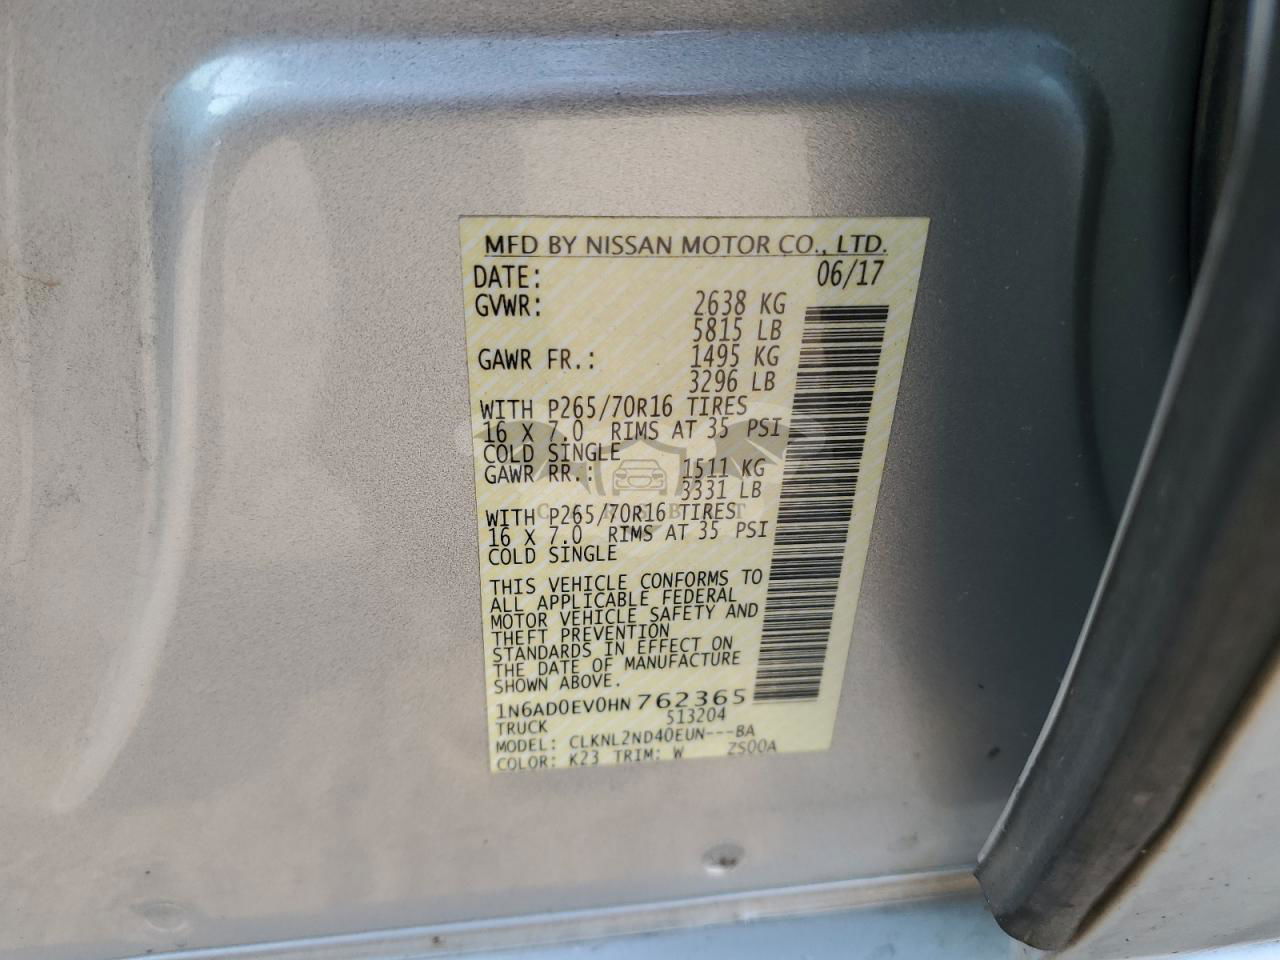 MFD BY NISSAN MOTOR CO., LTD.
DATE: 06/17
GVWR: 2638 KG
5815 LB
GAWR FR.: 1495 KG
3296 LB
WITH P265/70R16 TIRES
16 X 7.0 RIMS AT 35 PSI
COLD SINGLE
GAWR RR.: 1511 KG
3331 LB
WITH P265/70R16 TIRES
16 X 7.0 RIMS AT 35 PSI
COLD SINGLE
THIS VEHICLE CONFORMS TO
ALL APPLICABLE FEDERAL
MOTOR VEHICLE SAFETY AND
THEFT PREVENTION
STANDARDS IN EFFECT ON
THE DATE OF MANUFACTURE
SHOWN ABOVE.
1N6AD0EV0HN 762365
TRUCK 513204
MODEL: CLKNL2ND40EUN---BA
COLOR: K23 TRIM: W ZS00A